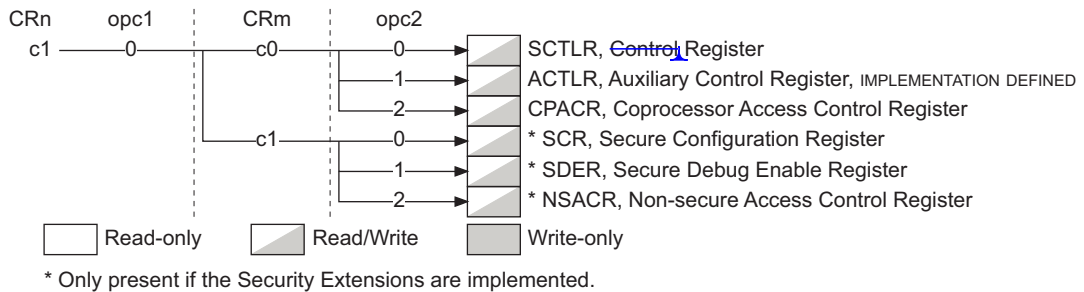 CRn opc1 CRm opc2
c1 0 c0 0 SCTLR, Control Register
1 ACTLR, Auxiliary Control Register, IMPLEMENTATION DEFINED
2 CPACR, Coprocessor Access Control Register
c1 0 * SCR, Secure Configuration Register
1 * SDER, Secure Debug Enable Register
2 * NSACR, Non-secure Access Control Register
Read-only Read/Write Write-only
* Only present if the Security Extensions are implemented.